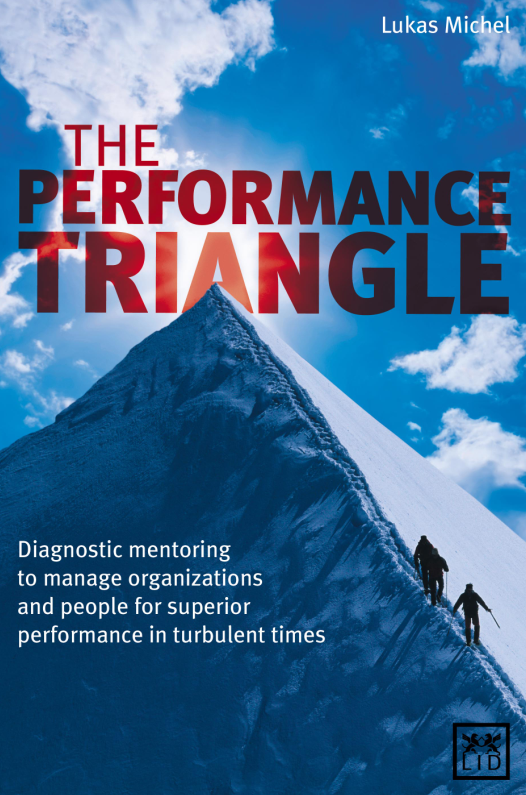 Lukas Michel
THE
PERFORMANCE
TRIANGLE
Diagnostic mentoring
to manage organizations
and people for superior
performance in turbulent times
LID